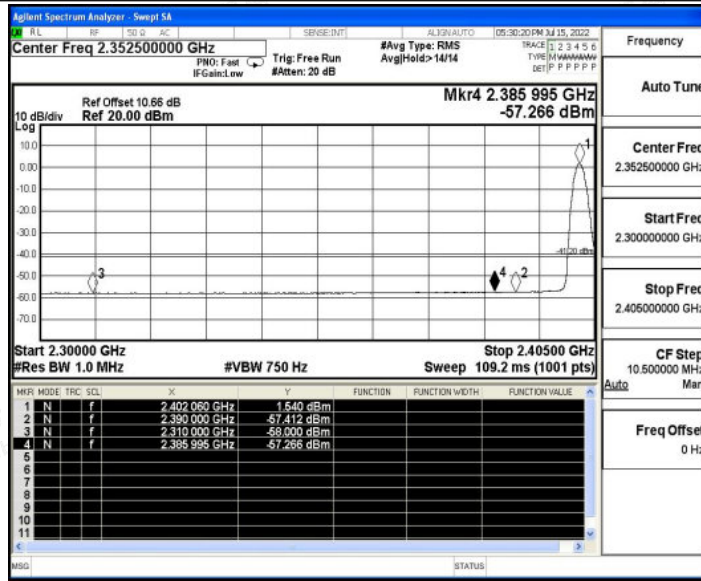 Agilent Spectrum Analyzer - Swept SA
RL RF 50 Ω AC SENSE:INT ALIGN AUTO 05:30:20 PM Jul 15, 2022
Center Freq 2.352500000 GHz
PNO: Fast
IFGain:Low
Trig: Free Run
#Atten: 20 dB
#Avg Type: RMS
Avg|Hold:>14/14
TRACE 1 2 3 4 5 6
TYPE MWWWWW
DET P P P P P P
Ref Offset 10.66 dB
10 dB/div Ref 20.00 dBm
Log
Mkr4 2.385 995 GHz
-57.266 dBm
10.0
0.00
-10.0
-20.0
-30.0
-40.0
-50.0
-60.0
-70.0
1
-41.20 dBm
3
4
2
Start 2.30000 GHz Stop 2.40500 GHz
#Res BW 1.0 MHz #VBW 750 Hz Sweep 109.2 ms (1001 pts)
MKR MODE TRC SCL X Y FUNCTION FUNCTION WIDTH FUNCTION VALUE
1 N f 2.402 060 GHz 1.540 dBm
2 N f 2.390 000 GHz -57.412 dBm
3 N f 2.310 000 GHz -58.000 dBm
4 N f 2.385 995 GHz -57.266 dBm
5
6
7
8
9
10
11
MSG STATUS
Frequency
Auto Tune
Center Freq
2.352500000 GHz
Start Freq
2.300000000 GHz
Stop Freq
2.405000000 GHz
CF Step
10.500000 MHz
Auto Man
Freq Offset
0 Hz